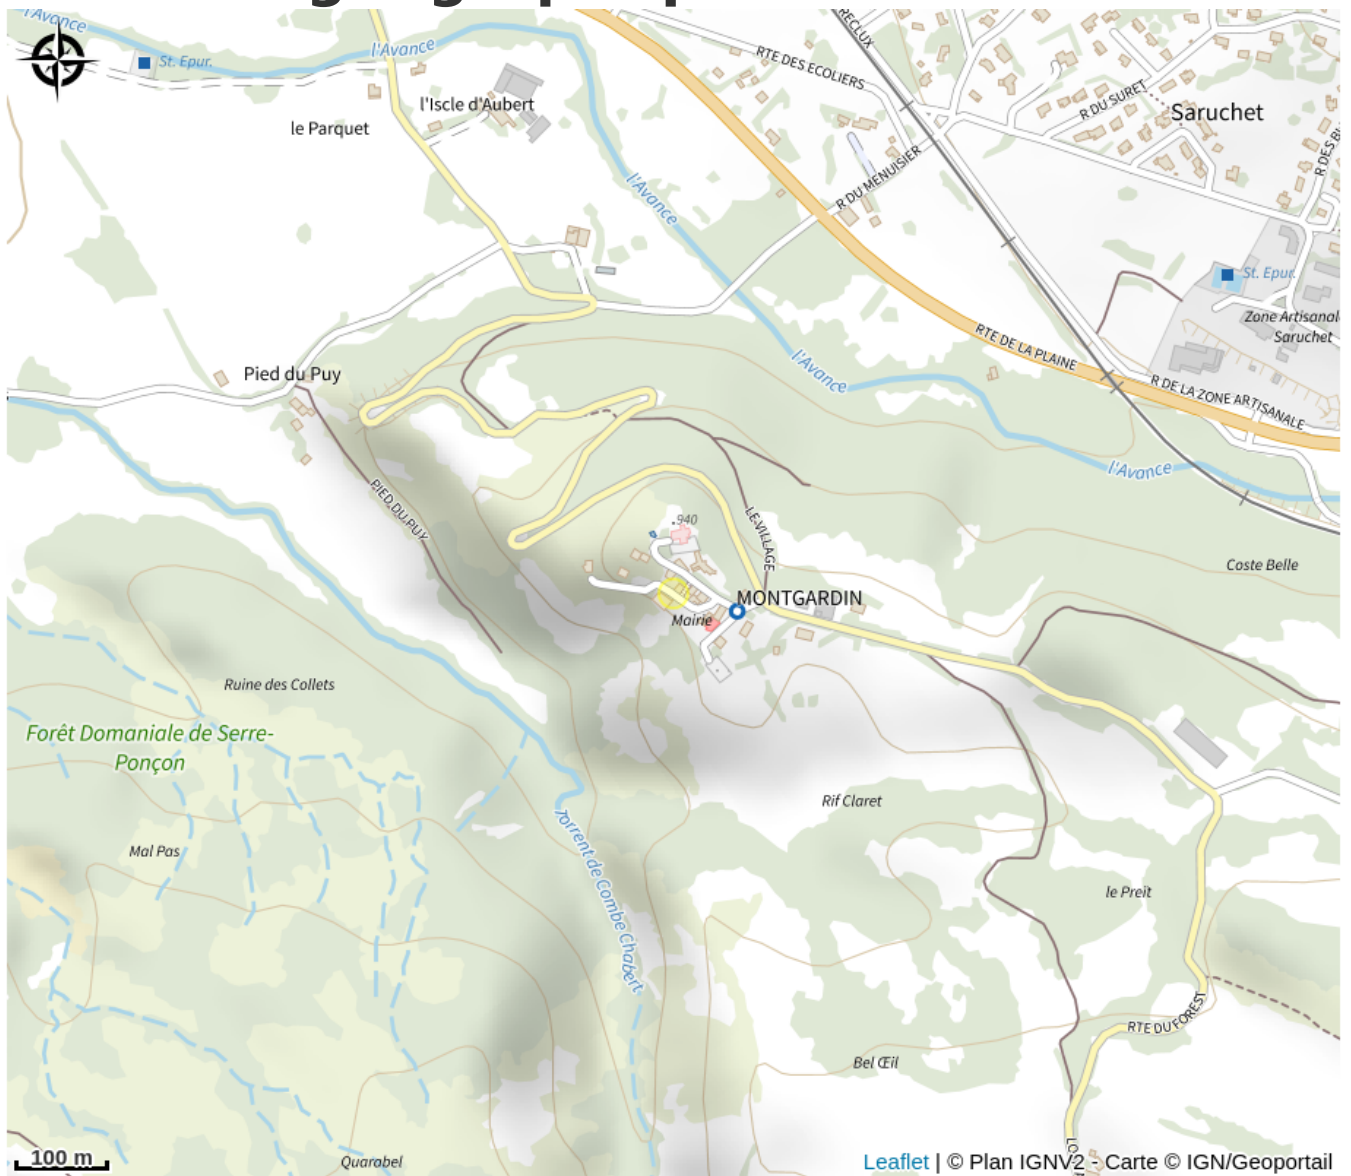 l'Avance
St. Epur.
l'Avance
l'Iscle d'Aubert
le Parquet
RECLUX
RTE DES ECOLIERS
R DU SURET
Saruchet
R DES
R DU MENUISIER
l'Avance
St. Epur.
Zone Artisanal
Saruchet
RTE DE LA PLAINE
l'Avance
R DE LA ZONE ARTISANALE
Pied du Puy
l'Avance
PIED DU PUY
.940
LE VILLAGE
Coste Belle
MONTGARDIN
Mairie
Ruine des Collets
Forêt Domaniale de Serre-
Ponçon
Rif Claret
Mal Pas
Torrent de Combe Chabert
le Preit
RTE DU FOREST
Bel Œil
100 m
Quarabel
Leaflet | © Plan IGNV2 - Carte © IGN/Geoportail